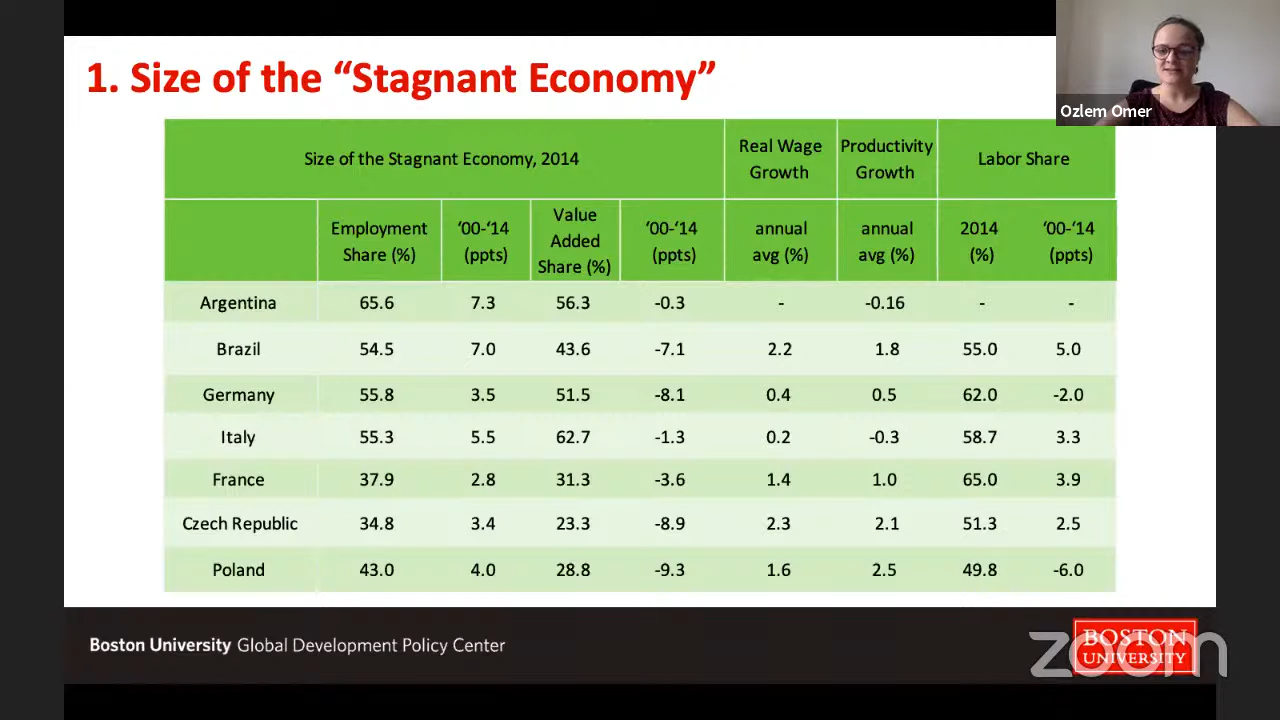 1. Size of the “Stagnant Economy”
Ozlem Omer
Size of the Stagnant Economy, 2014
Real Wage
Growth
Productivity
Growth
Labor Share
Employment
Share (%)
‘00-‘14
(ppts)
Value
Added
Share (%)
‘00-‘14
(ppts)
annual
avg (%)
annual
avg (%)
2014
(%)
‘00-‘14
(ppts)
Argentina 65.6 7.3 56.3 -0.3 - -0.16 - -
Brazil 54.5 7.0 43.6 -7.1 2.2 1.8 55.0 5.0
Germany 55.8 3.5 51.5 -8.1 0.4 0.5 62.0 -2.0
Italy 55.3 5.5 62.7 -1.3 0.2 -0.3 58.7 3.3
France 37.9 2.8 31.3 -3.6 1.4 1.0 65.0 3.9
Czech Republic 34.8 3.4 23.3 -8.9 2.3 2.1 51.3 2.5
Poland 43.0 4.0 28.8 -9.3 1.6 2.5 49.8 -6.0
Boston University Global Development Policy Center
BOSTON
UNIVERSITY
zoom